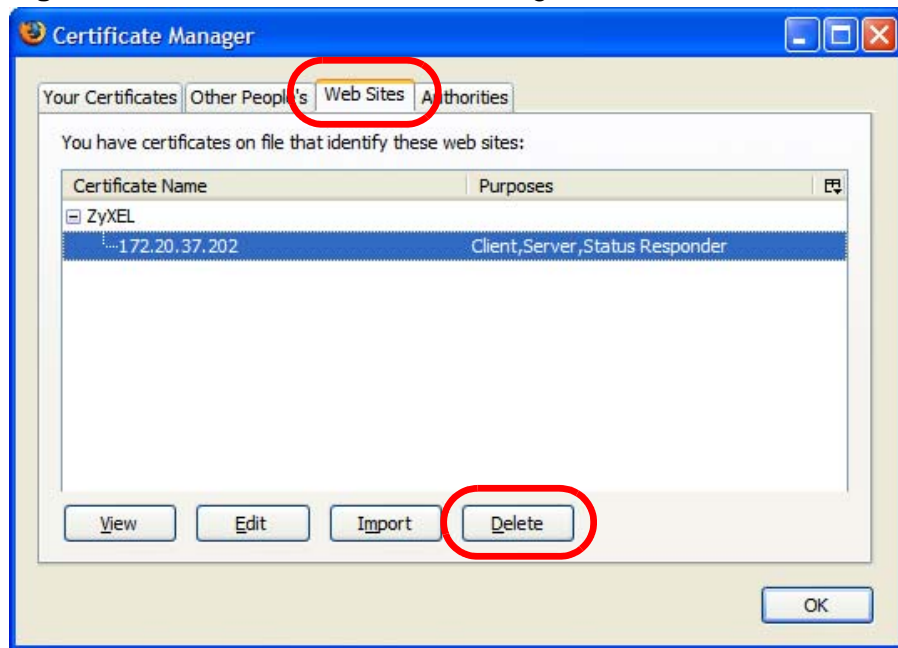 Certificate Manager
Your Certificates Other People's Web Sites Authorities
You have certificates on file that identify these web sites:
Certificate Name Purposes
ZyXEL
172.20.37.202 Client,Server,Status Responder
View Edit Import Delete
OK